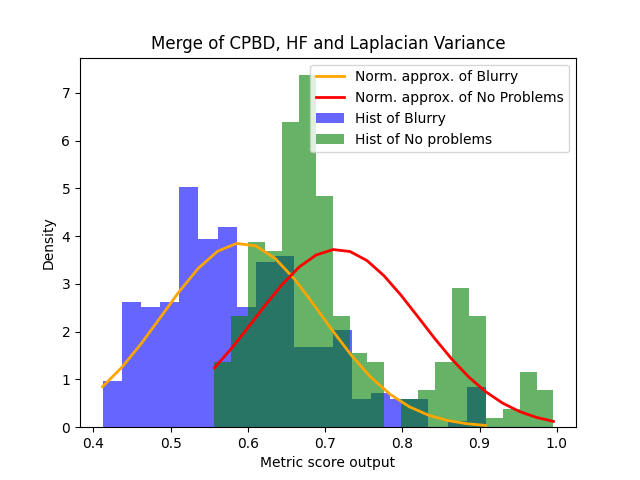 Merge of CPBD, HF and Laplacian Variance
Norm. approx. of Blurry
Norm. approx. of No Problems
Hist of Blurry
Hist of No problems
Density
7
6
5
4
3
2
1
0
0.4 0.5 0.6 0.7 0.8 0.9 1.0
Metric score output